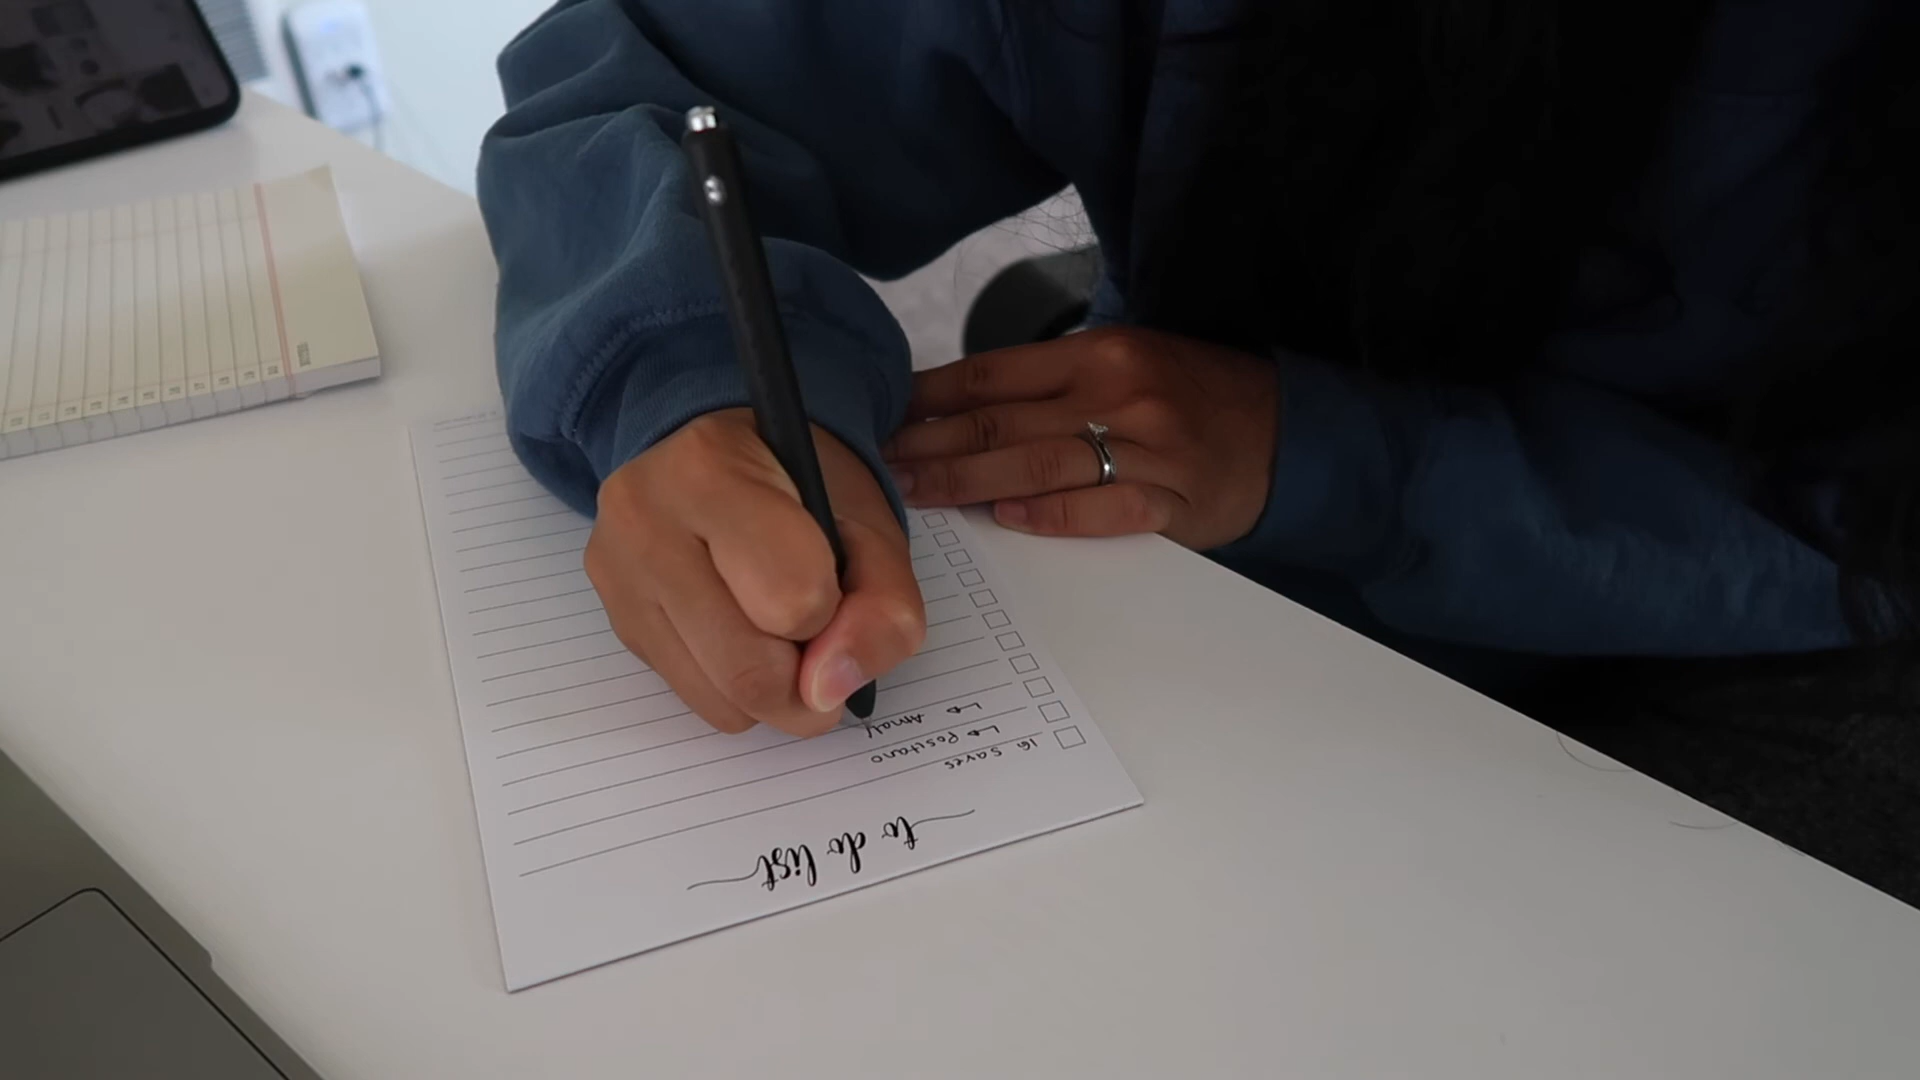 to do list
IG saves
↳ Positano
↳ Amal